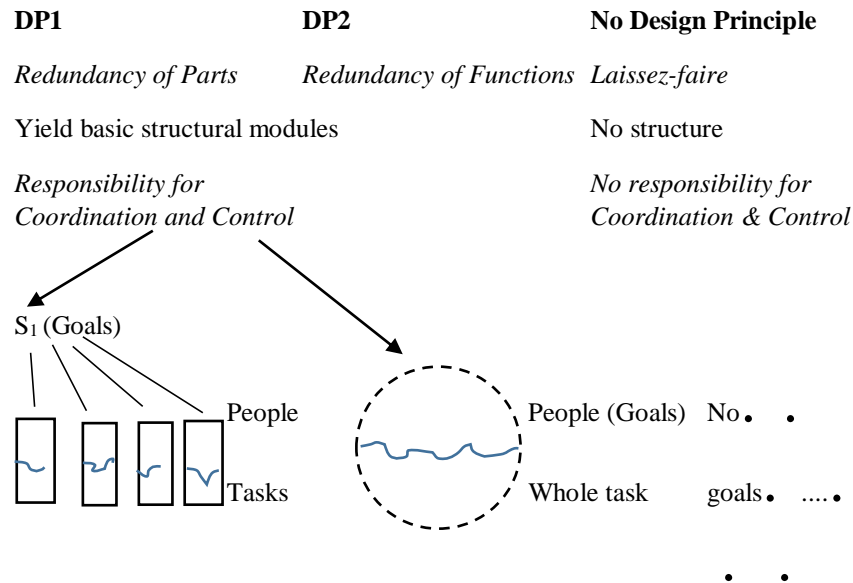 DP1 DP2 No Design Principle
Redundancy of Parts Redundancy of Functions Laissez-faire
Yield basic structural modules No structure
Responsibility for No responsibility for
Coordination and Control Coordination & Control
S₁ (Goals)
People People (Goals) No
Tasks Whole task goals ....